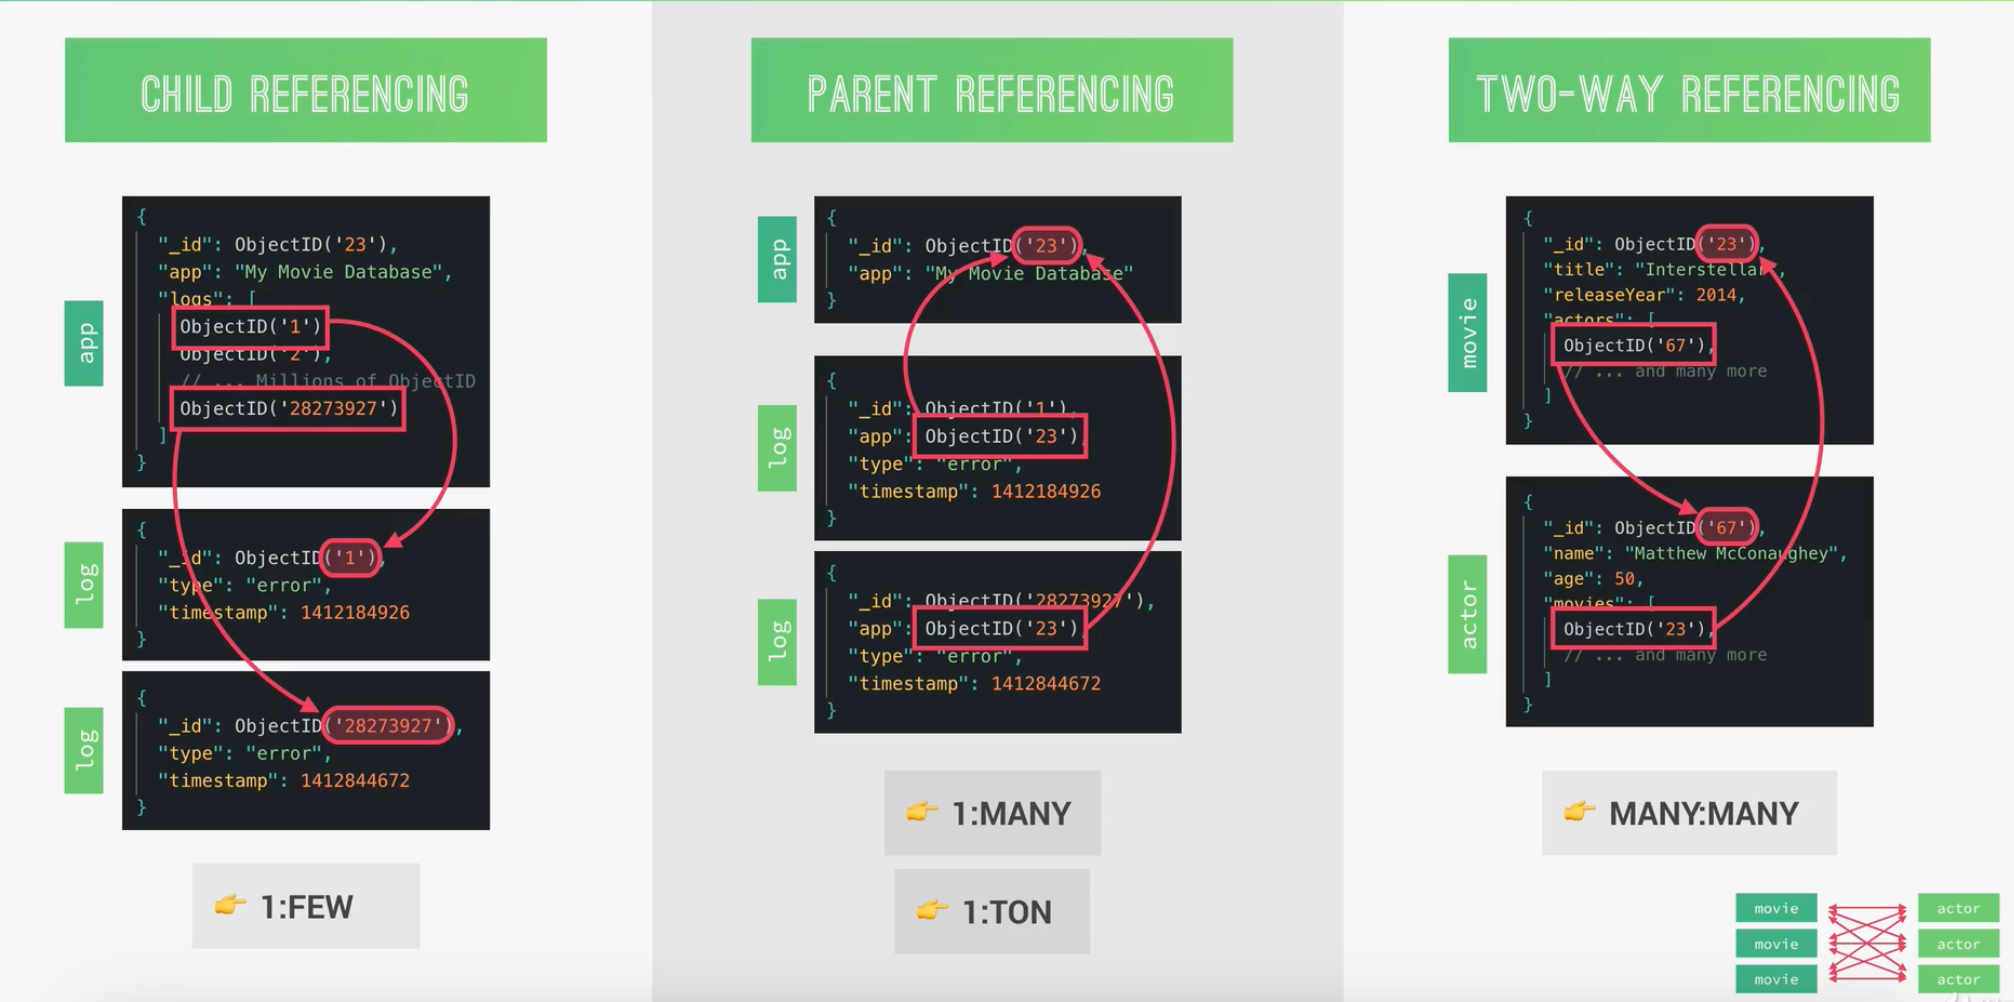 CHILD REFERENCING
app
{
"_id": ObjectID('23'),
"app": "My Movie Database",
"logs": [
ObjectID('1')
ObjectID('2'),
// ... Millions of ObjectID
ObjectID('28273927')
]
}
log
{
"_id": ObjectID('1'),
"type": "error",
"timestamp": 1412184926
}
log
{
"_id": ObjectID('28273927'),
"type": "error",
"timestamp": 1412844672
}
👉 1:FEW
PARENT REFERENCING
app
{
"_id": ObjectID('23'),
"app": "My Movie Database"
}
log
{
"_id": ObjectID('1'),
"app": ObjectID('23'),
"type": "error",
"timestamp": 1412184926
}
log
{
"_id": ObjectID('28273927'),
"app": ObjectID('23'),
"type": "error",
"timestamp": 1412844672
}
👉 1:MANY
👉 1:TON
TWO-WAY REFERENCING
movie
{
"_id": ObjectID('23'),
"title": "Interstellar",
"releaseYear": 2014,
"actors": [
ObjectID('67'),
// ... and many more
]
}
actor
{
"_id": ObjectID('67'),
"name": "Matthew McConaughey",
"age": 50,
"movies": [
ObjectID('23'),
// ... and many more
]
}
👉 MANY:MANY
movie actor
movie actor
movie actor